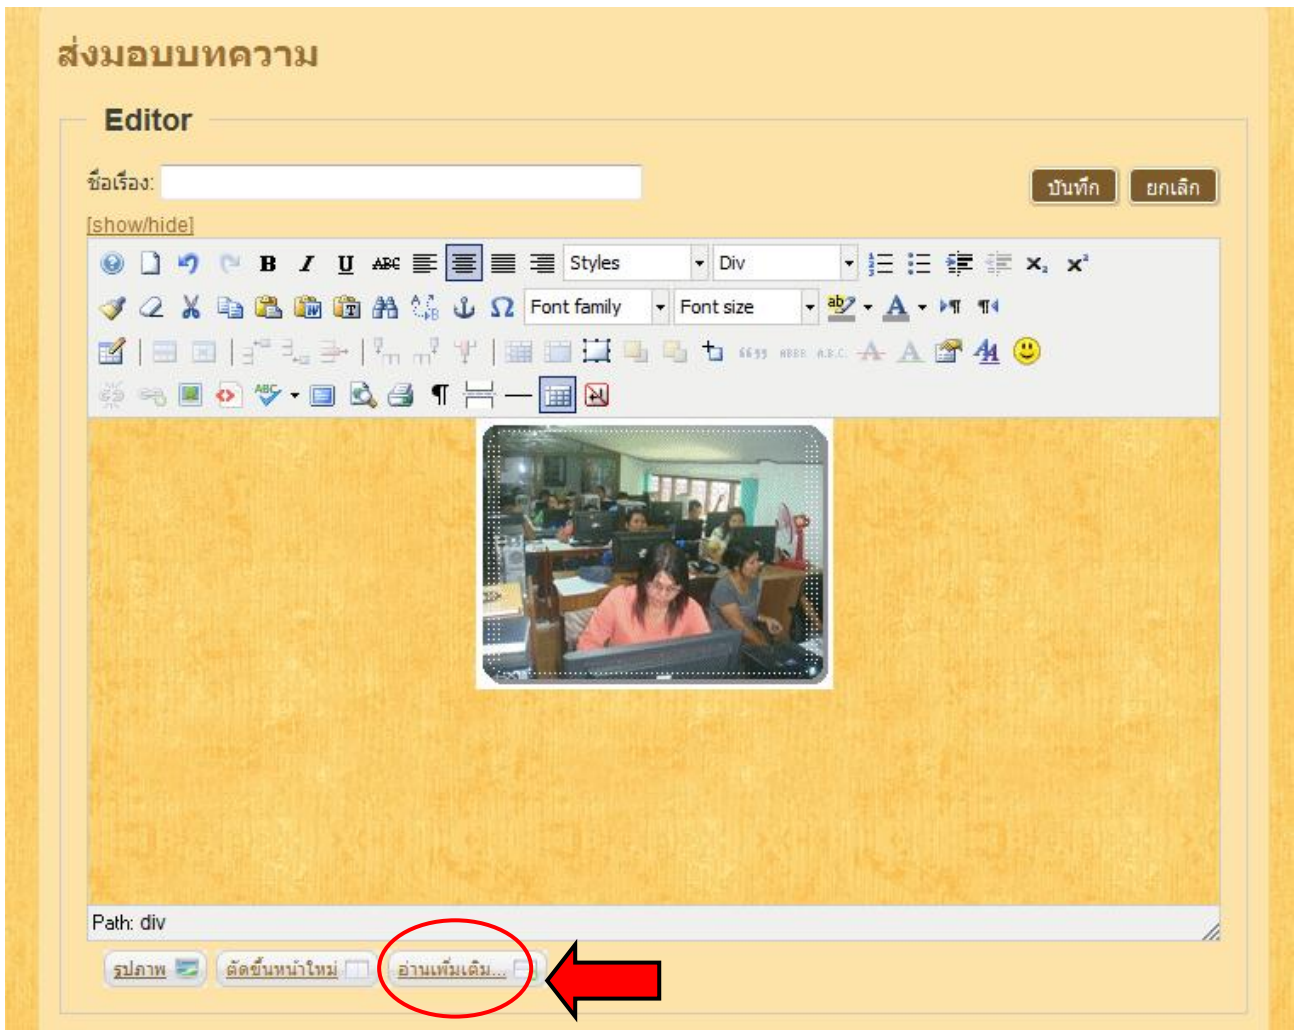 ส่งมอบบทความ
Editor
ชื่อเรื่อง:
บันทึก ยกเลิก
[show/hide]
B I U ABC Styles Div
Font family Font size
Path: div
รูปภาพ ตัดขึ้นหน้าใหม่ อ่านเพิ่มเติม...